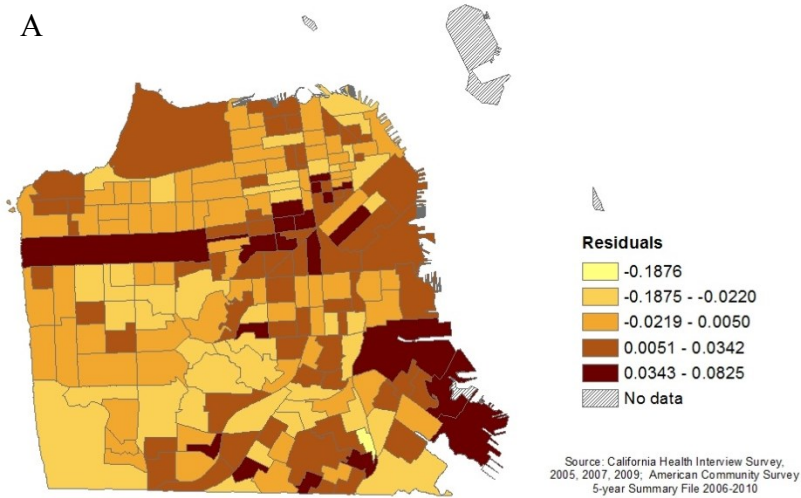 A
Residuals
-0.1876
-0.1875 - -0.0220
-0.0219 - 0.0050
0.0051 - 0.0342
0.0343 - 0.0825
No data
Source: California Health Interview Survey,
2005, 2007, 2009; American Community Survey
5-year Summary File 2006-2010